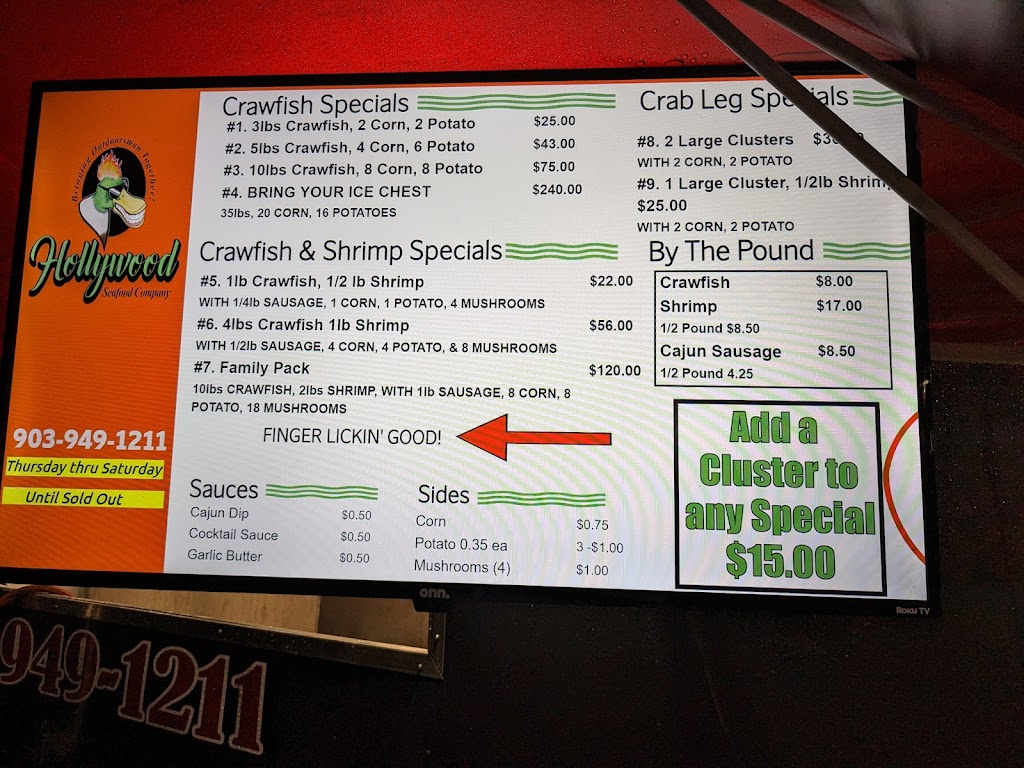 Bringing Outdoorsmen Together!
Hollywood
Seafood Company
903-949-1211
Thursday thru Saturday
Until Sold Out
Crawfish Specials
#1. 3lbs Crawfish, 2 Corn, 2 Potato $25.00
#2. 5lbs Crawfish, 4 Corn, 6 Potato $43.00
#3. 10lbs Crawfish, 8 Corn, 8 Potato $75.00
#4. BRING YOUR ICE CHEST $240.00
35lbs, 20 CORN, 16 POTATOES
Crawfish & Shrimp Specials
#5. 1lb Crawfish, 1/2 lb Shrimp $22.00
WITH 1/4lb SAUSAGE, 1 CORN, 1 POTATO, 4 MUSHROOMS
#6. 4lbs Crawfish 1lb Shrimp $56.00
WITH 1/2lb SAUSAGE, 4 CORN, 4 POTATO, & 8 MUSHROOMS
#7. Family Pack $120.00
10lbs CRAWFISH, 2lbs SHRIMP, WITH 1lb SAUSAGE, 8 CORN, 8
POTATO, 18 MUSHROOMS
FINGER LICKIN' GOOD!
Sauces
Cajun Dip $0.50
Cocktail Sauce $0.50
Garlic Butter $0.50
Sides
Corn $0.75
Potato 0.35 ea 3 -$1.00
Mushrooms (4) $1.00
Crab Leg Specials
#8. 2 Large Clusters
WITH 2 CORN, 2 POTATO
#9. 1 Large Cluster, 1/2lb Shrimp
$25.00
WITH 2 CORN, 2 POTATO
By The Pound
Crawfish $8.00
Shrimp $17.00
1/2 Pound $8.50
Cajun Sausage $8.50
1/2 Pound 4.25
Add a
Cluster to
any Special
$15.00
onn.
Roku TV
949-1211